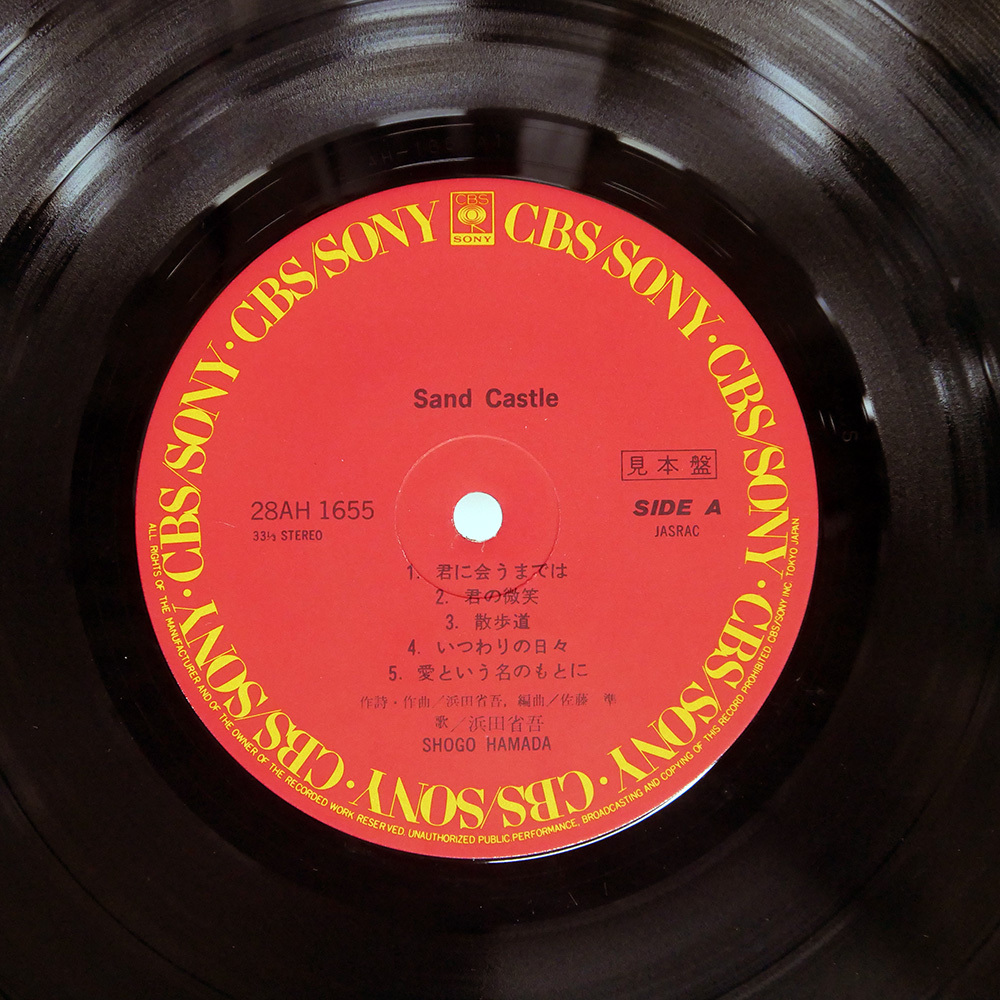 CBS
SONY
CBS/SONY · CBS/SONY · CBS/SONY · CBS/SONY · CBS/SONY · CBS/SONY · CBS/SONY · CBS/SONY
Sand Castle
見本盤
28AH 1655
SIDE A
33⅓ STEREO
JASRAC
1. 君に会うまでは
2. 君の微笑
3. 散歩道
4. いつわりの日々
5. 愛という名のもとに
作詩・作曲/浜田省吾, 編曲/佐藤 準
歌/浜田省吾
SHOGO HAMADA
ALL RIGHTS OF THE MANUFACTURER AND OF THE OWNER OF THE RECORDED WORK RESERVED. UNAUTHORIZED PUBLIC PERFORMANCE, BROADCASTING AND COPYING OF THIS RECORD PROHIBITED CBS/SONY INC. TOKYO JAPAN